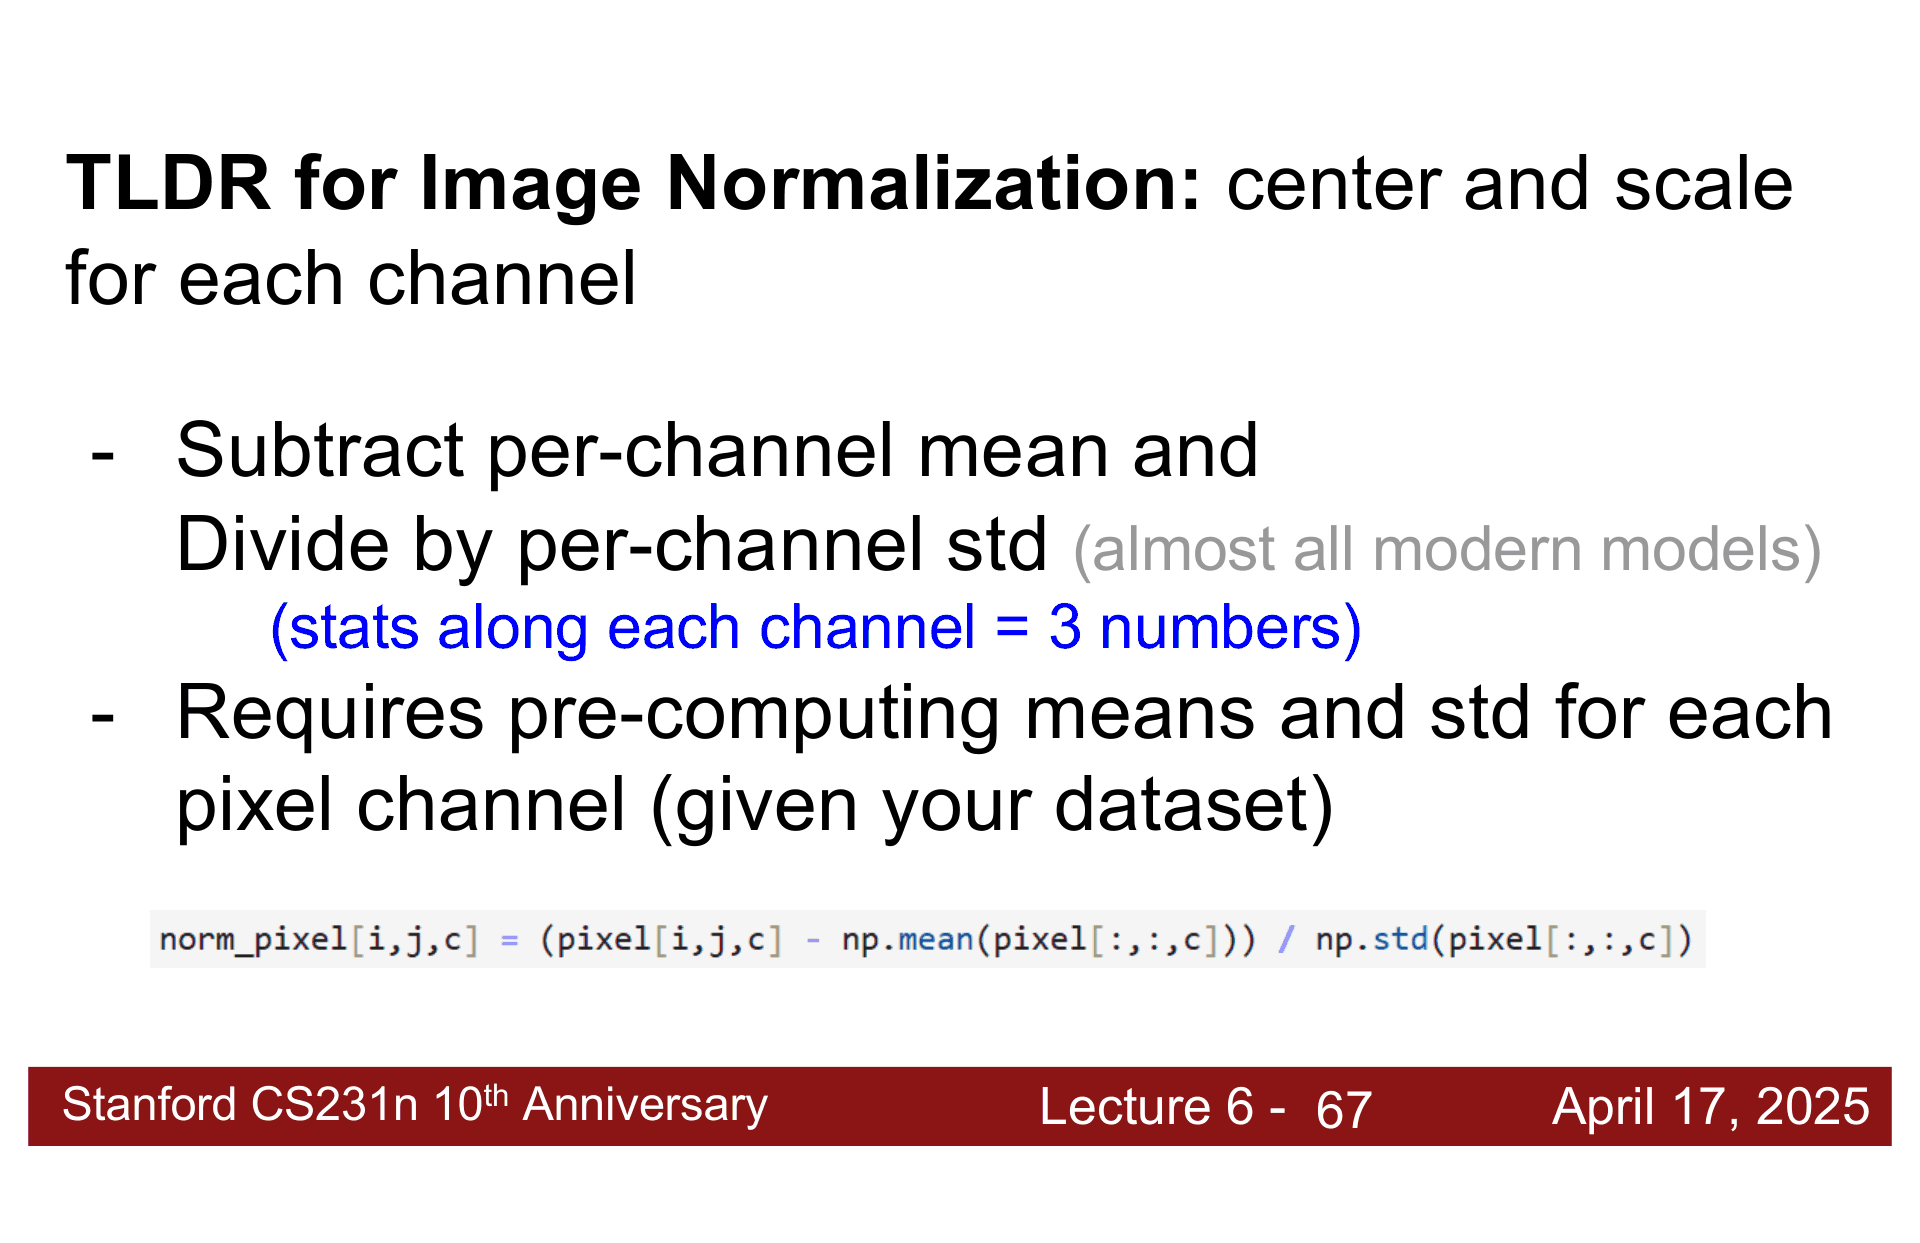 TLDR for Image Normalization: center and scale
for each channel
- Subtract per-channel mean and
Divide by per-channel std (almost all modern models)
(stats along each channel = 3 numbers)
- Requires pre-computing means and std for each
pixel channel (given your dataset)
norm_pixel[i,j,c] = (pixel[i,j,c] - np.mean(pixel[:,:,c])) / np.std(pixel[:,:,c])
Stanford CS231n 10th Anniversary Lecture 6 - 67 April 17, 2025